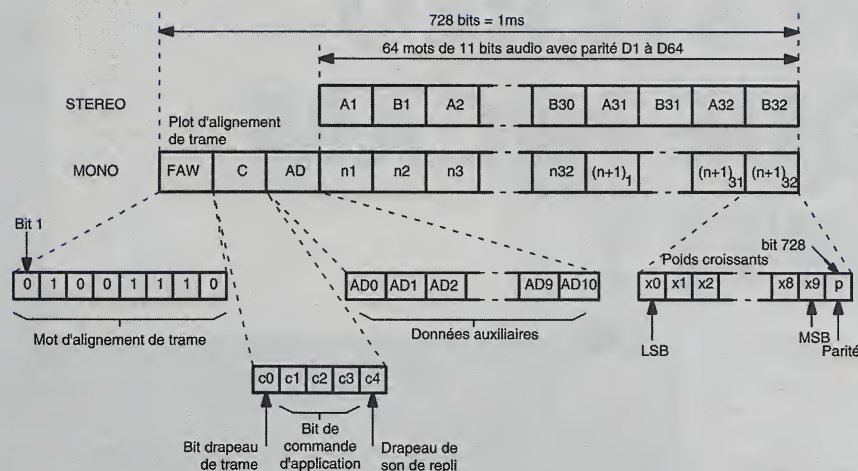 728 bits = 1ms
64 mots de 11 bits audio avec parité D1 à D64
STEREO
A1 B1 A2 B30 A31 B31 A32 B32
Plot d'alignement
de trame
MONO
FAW C AD n1 n2 n3 n32 (n+1)1 (n+1)31 (n+1)32
Bit 1
bit 728
Poids croissants
0 1 0 0 1 1 1 0
AD0 AD1 AD2 AD9 AD10
x0 x1 x2 x8 x9 p
Mot d'alignement de trame
Données auxiliaires
LSB
MSB
Parité
c0 c1 c2 c3 c4
Bit drapeau
de trame
Bit de
commande
d'application
Drapeau de
son de repli